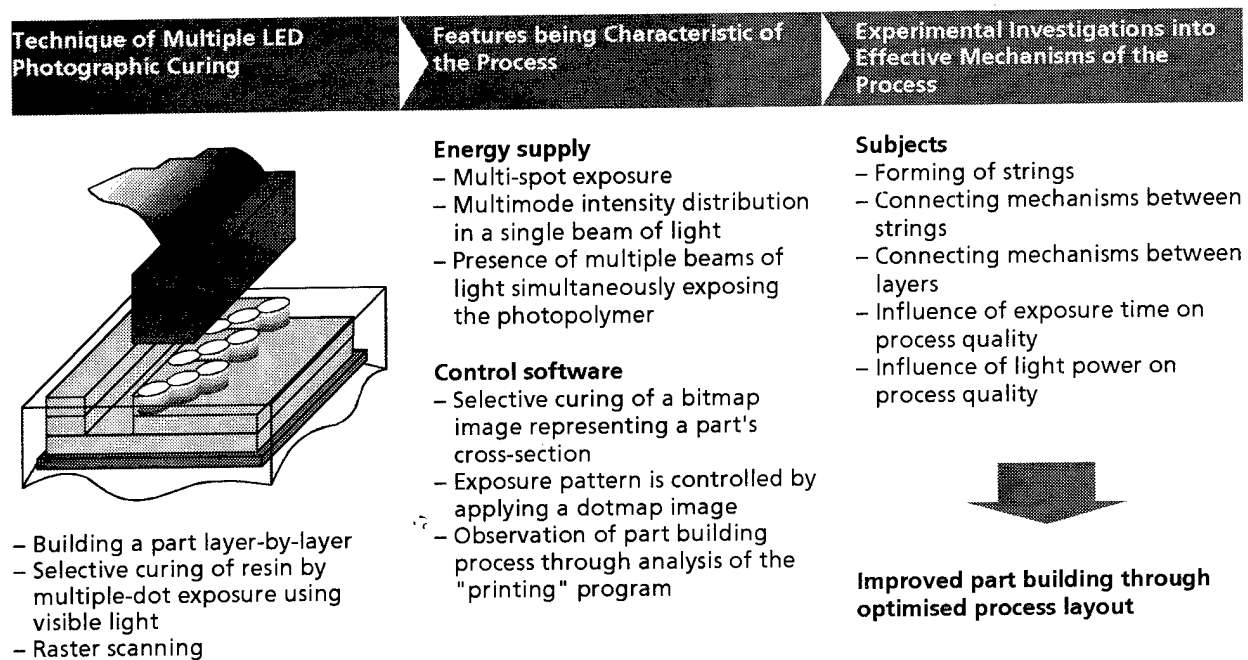 Technique of Multiple LED
Photographic Curing
Features being Characteristic of
the Process
Experimental Investigations into
Effective Mechanisms of the
Process
– Building a part layer-by-layer
– Selective curing of resin by
multiple-dot exposure using
visible light
– Raster scanning
Energy supply
– Multi-spot exposure
– Multimode intensity distribution
in a single beam of light
– Presence of multiple beams of
light simultaneously exposing
the photopolymer
Control software
– Selective curing of a bitmap
image representing a part's
cross-section
– Exposure pattern is controlled by
applying a dotmap image
– Observation of part building
process through analysis of the
"printing" program
Subjects
– Forming of strings
– Connecting mechanisms between
strings
– Connecting mechanisms between
layers
– Influence of exposure time on
process quality
– Influence of light power on
process quality
Improved part building through
optimised process layout